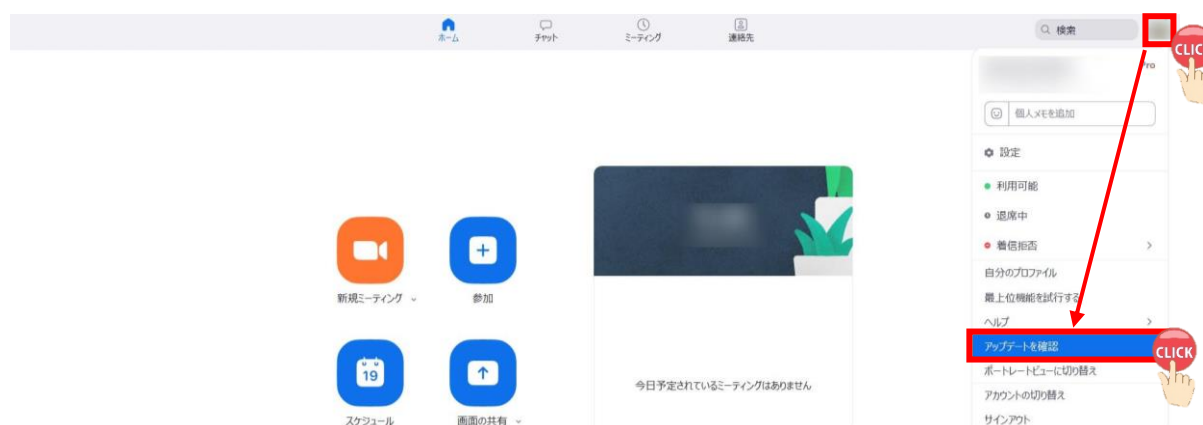 ホーム
チャット
ミーティング
連絡先
検索
CLIC
Pro
個人メモを追加
設定
利用可能
退席中
着信拒否
自分のプロファイル
最上位機能を試行する
ヘルプ
アップデートを確認
CLICK
ポートレートビューに切り替え
アカウントの切り替え
サインアウト
新規ミーティング
参加
19
スケジュール
画面の共有
今日予定されているミーティングはありません